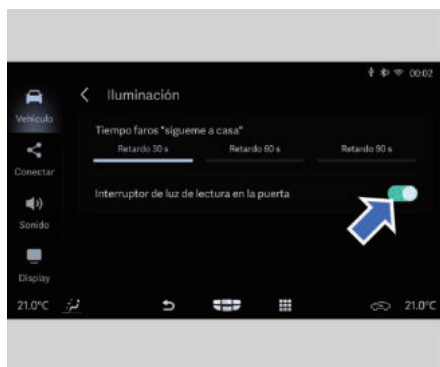 00:02
Iluminación
Vehículo
Tiempo faros "sígueme a casa"
Retardo 30 s
Retardo 60 s
Retardo 90 s
Conectar
Interruptor de luz de lectura en la puerta
Sonido
Display
21.0°C
21.0°C